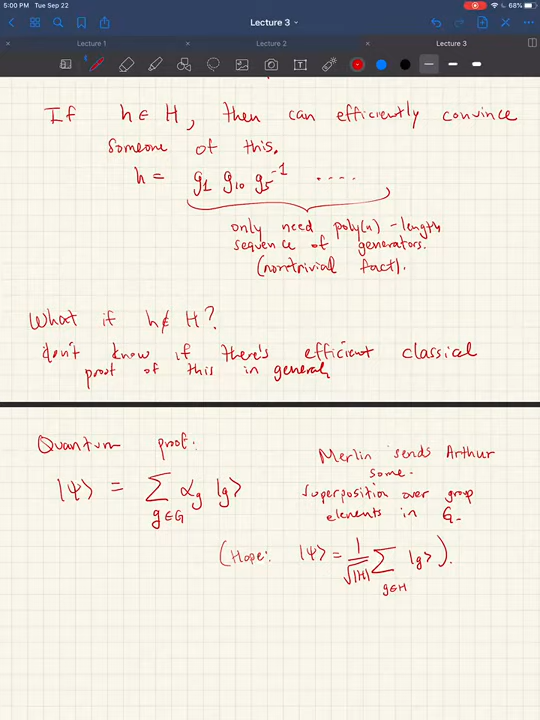 5:00 PM Tue Sep 22
68%
Lecture 3
Lecture 1
Lecture 2
Lecture 3
If h ∈ H, then can efficiently convince
someone of this.
h = g₁ g₁₀ g₅⁻¹ ....
only need poly(n)-length
sequence of generators.
(nontrivial fact).
What if h ∉ H?
don't know if there's efficient classical
proof of this in general
Quantum proof:
Merlin sends Arthur
some
superposition over group
elements in G.
|ψ⟩ = ∑ α_g |g⟩
g∈G
(Hope: |ψ⟩ = 1/√|H| ∑ |g⟩).
g∈H